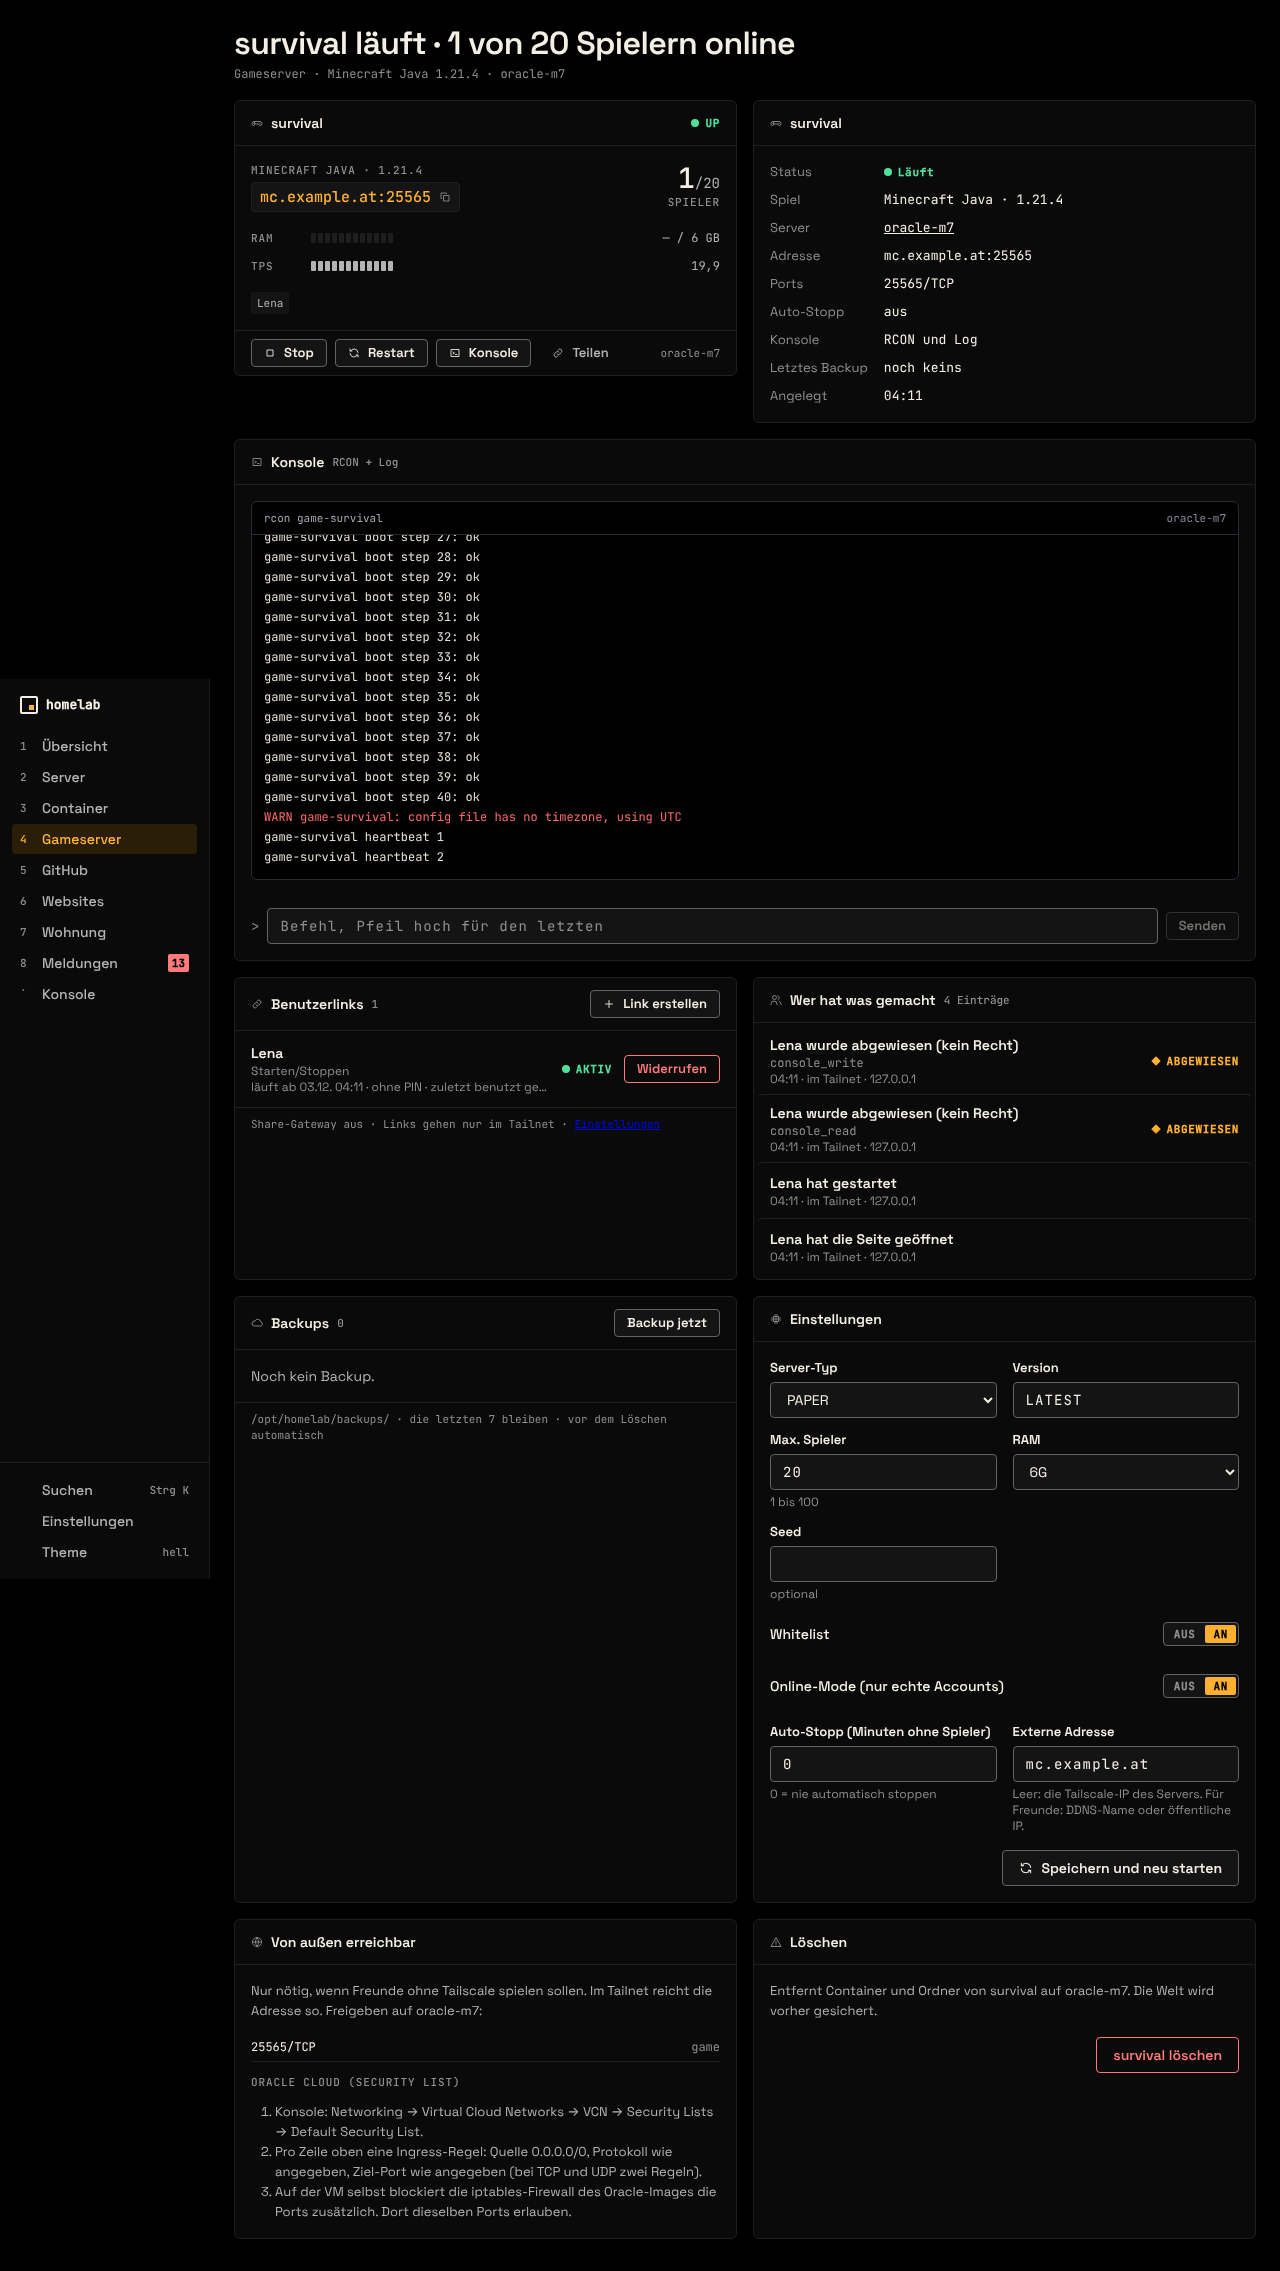 survival läuft · 1 von 20 Spielern online
Gameserver · Minecraft Java 1.21.4 · oracle-m7
survival
UP
MINECRAFT JAVA · 1.21.4
mc.example.at:25565
1/20
SPIELER
RAM
— / 6 GB
TPS
19,9
Lena
Stop
Restart
Konsole
Teilen
oracle-m7
survival
Status
Läuft
Spiel
Minecraft Java · 1.21.4
Server
oracle-m7
Adresse
mc.example.at:25565
Ports
25565/TCP
Auto-Stopp
aus
Konsole
RCON und Log
Letztes Backup
noch keins
Angelegt
04:11
Konsole RCON + Log
rcon game-survival
oracle-m7
game-survival boot step 27: ok
game-survival boot step 28: ok
game-survival boot step 29: ok
game-survival boot step 30: ok
game-survival boot step 31: ok
game-survival boot step 32: ok
game-survival boot step 33: ok
game-survival boot step 34: ok
game-survival boot step 35: ok
game-survival boot step 36: ok
game-survival boot step 37: ok
game-survival boot step 38: ok
game-survival boot step 39: ok
game-survival boot step 40: ok
WARN game-survival: config file has no timezone, using UTC
game-survival heartbeat 1
game-survival heartbeat 2
> Befehl, Pfeil hoch für den letzten
Senden
homelab
1 Übersicht
2 Server
3 Container
4 Gameserver
5 GitHub
6 Websites
7 Wohnung
8 Meldungen 13
` Konsole
Suchen Strg K
Einstellungen
Theme hell
Benutzerlinks 1
Link erstellen
Lena
Starten/Stoppen
läuft ab 03.12. 04:11 · ohne PIN · zuletzt benutzt ge…
AKTIV
Widerrufen
Share-Gateway aus · Links gehen nur im Tailnet · Einstellungen
Wer hat was gemacht 4 Einträge
Lena wurde abgewiesen (kein Recht)
console_write
04:11 · im Tailnet · 127.0.0.1
ABGEWIESEN
Lena wurde abgewiesen (kein Recht)
console_read
04:11 · im Tailnet · 127.0.0.1
ABGEWIESEN
Lena hat gestartet
04:11 · im Tailnet · 127.0.0.1
Lena hat die Seite geöffnet
04:11 · im Tailnet · 127.0.0.1
Backups 0
Backup jetzt
Noch kein Backup.
/opt/homelab/backups/ · die letzten 7 bleiben · vor dem Löschen
automatisch
Einstellungen
Server-Typ
PAPER
Version
LATEST
Max. Spieler
20
1 bis 100
RAM
6G
Seed
optional
Whitelist
AUS AN
Online-Mode (nur echte Accounts)
AUS AN
Auto-Stopp (Minuten ohne Spieler)
0
0 = nie automatisch stoppen
Externe Adresse
mc.example.at
Leer: die Tailscale-IP des Servers. Für
Freunde: DDNS-Name oder öffentliche
IP.
Speichern und neu starten
Von außen erreichbar
Nur nötig, wenn Freunde ohne Tailscale spielen sollen. Im Tailnet reicht die
Adresse so. Freigeben auf oracle-m7:
25565/TCP
game
ORACLE CLOUD (SECURITY LIST)
1. Konsole: Networking → Virtual Cloud Networks → VCN → Security Lists
→ Default Security List.
2. Pro Zeile oben eine Ingress-Regel: Quelle 0.0.0.0/0, Protokoll wie
angegeben, Ziel-Port wie angegeben (bei TCP und UDP zwei Regeln).
3. Auf der VM selbst blockiert die iptables-Firewall des Oracle-Images die
Ports zusätzlich. Dort dieselben Ports erlauben.
Löschen
Entfernt Container und Ordner von survival auf oracle-m7. Die Welt wird
vorher gesichert.
survival löschen